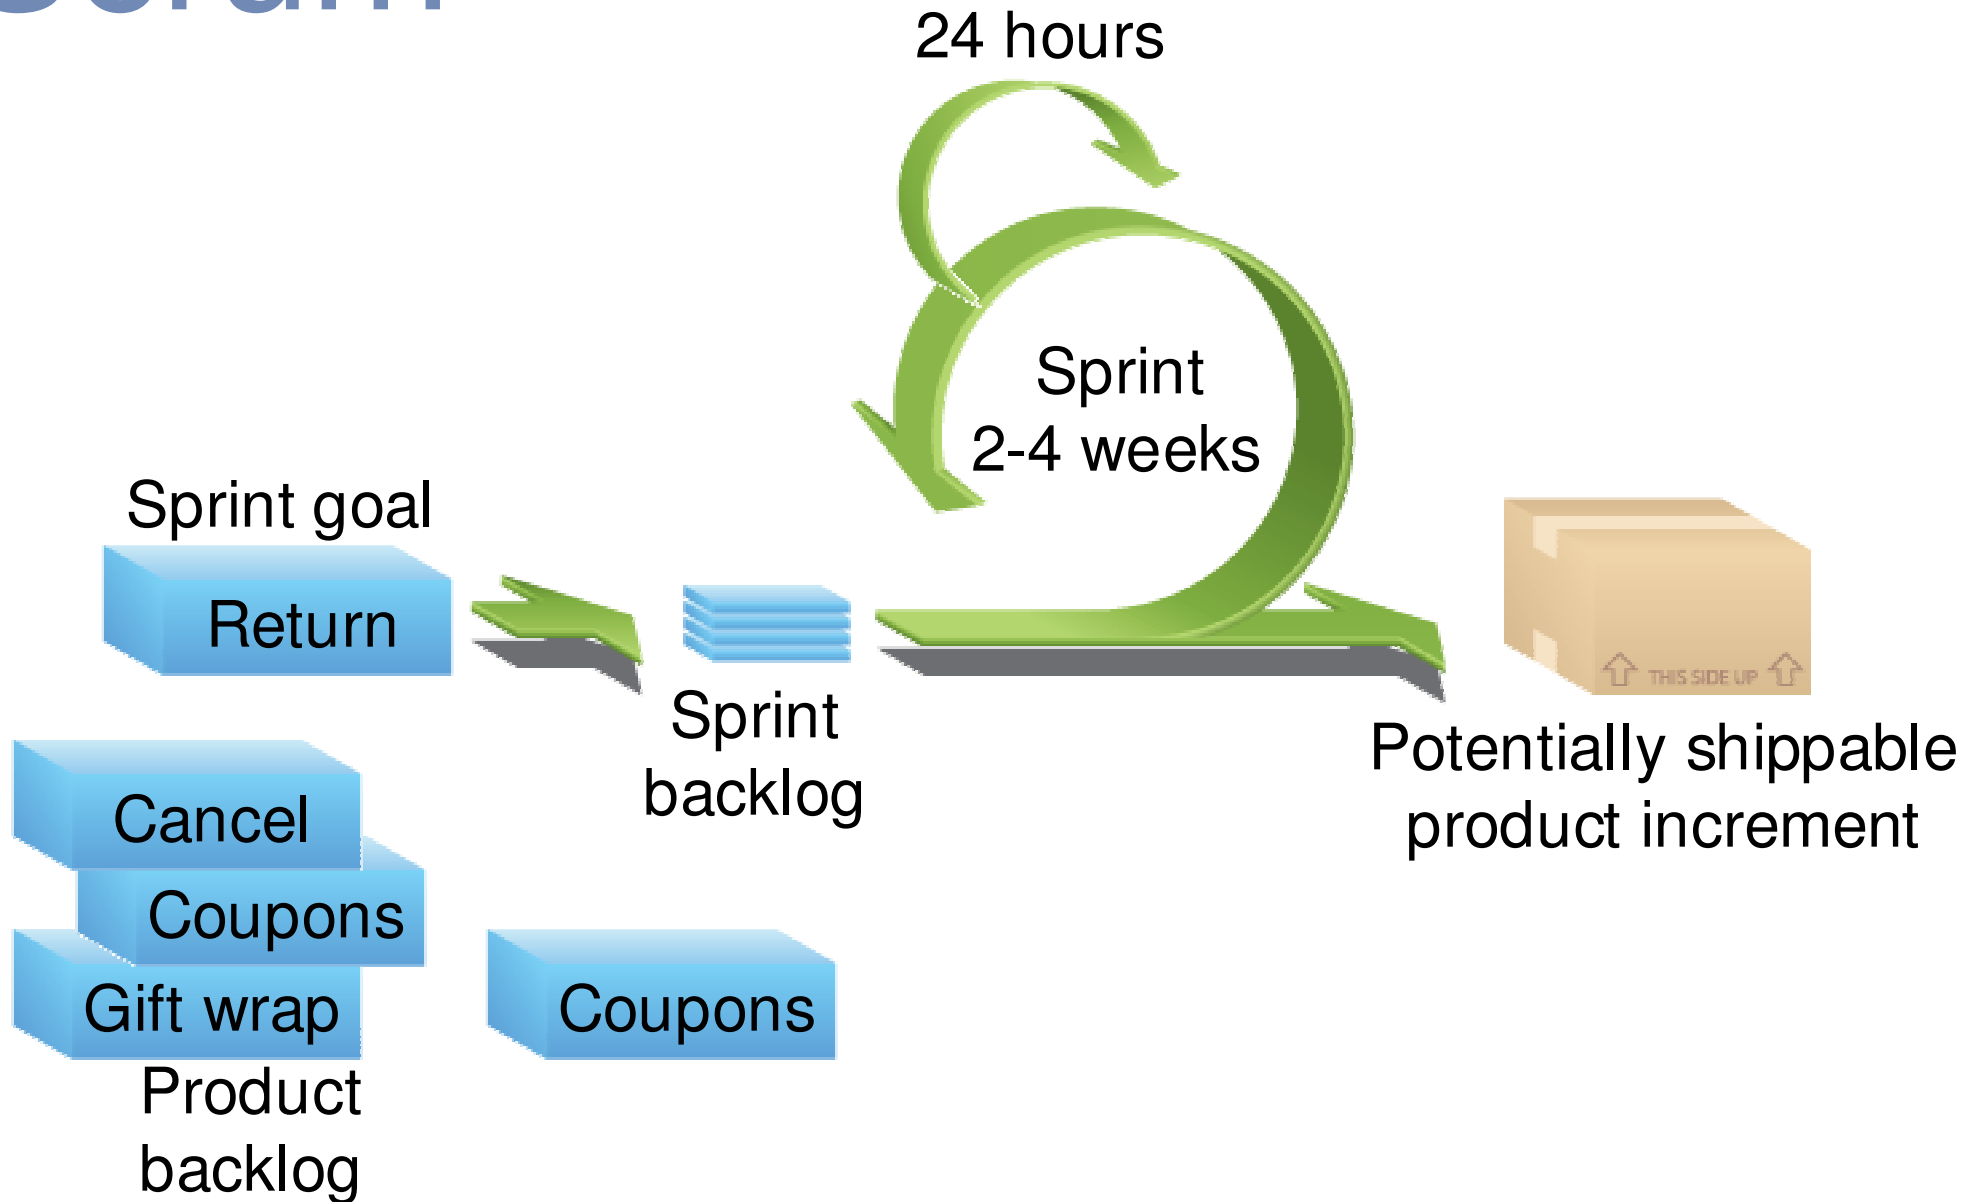 Scrum
24 hours
Sprint
2-4 weeks
Sprint goal
Return
Sprint
backlog
THIS SIDE UP
Potentially shippable
product increment
Cancel
Coupons
Gift wrap
Coupons
Product
backlog